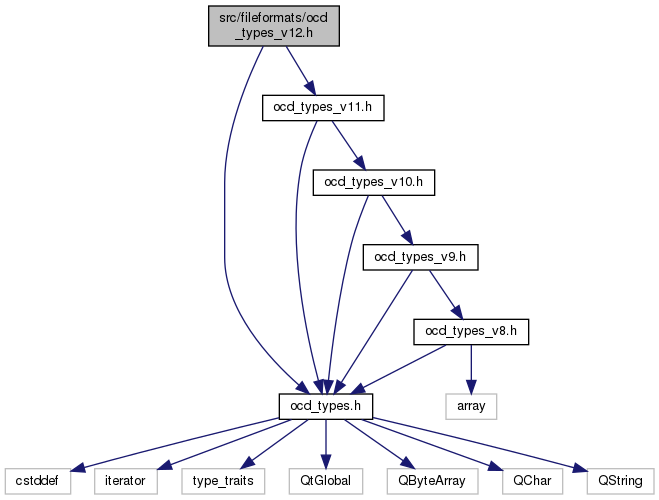 src/fileformats/ocd
_types_v12.h
ocd_types_v11.h
ocd_types_v10.h
ocd_types_v9.h
ocd_types_v8.h
ocd_types.h
array
cstddef
iterator
type_traits
QtGlobal
QByteArray
QChar
QString